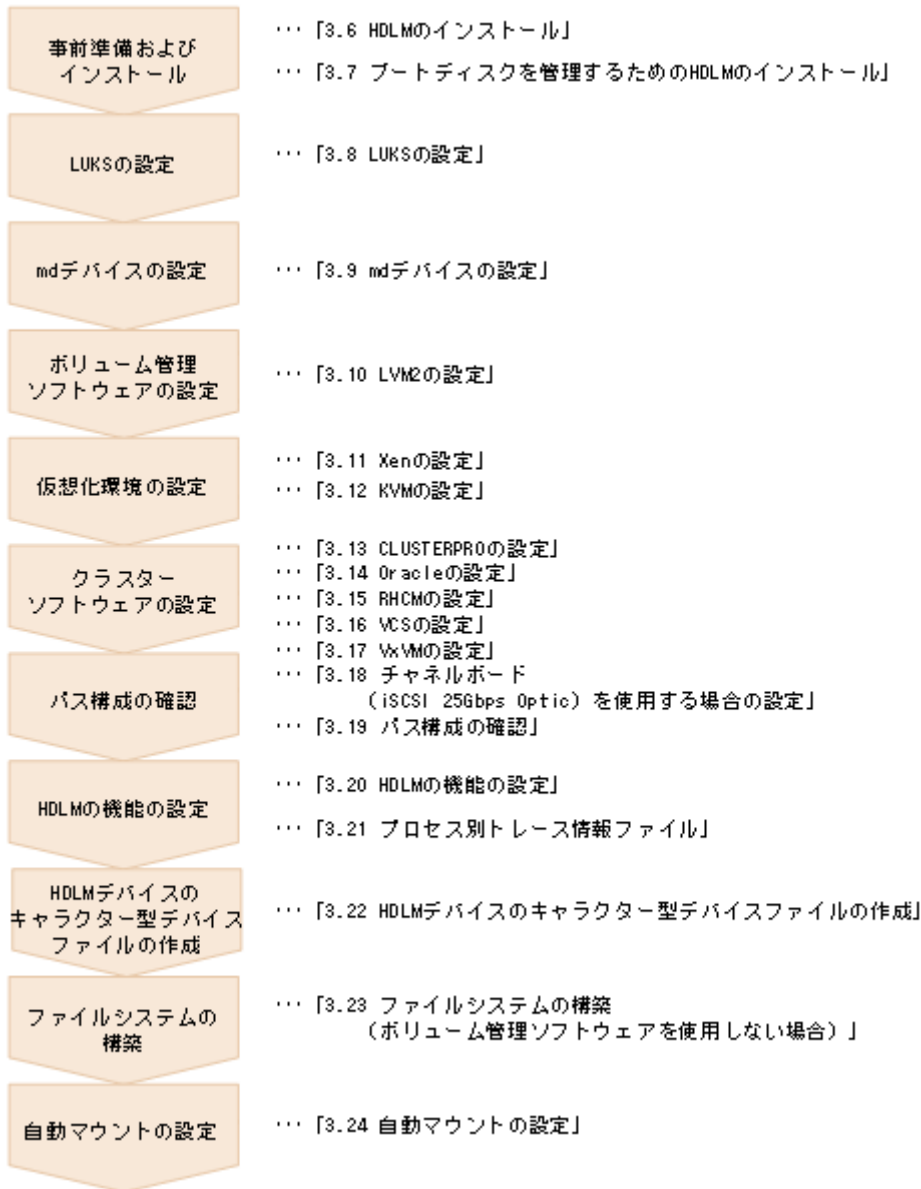 事前準備および
インストール
･･･「3.6 HDLMのインストール」
･･･「3.7 ブートディスクを管理するためのHDLMのインストール」
LUKSの設定
･･･「3.8 LUKSの設定」
mdデバイスの設定
･･･「3.9 mdデバイスの設定」
ボリューム管理
ソフトウェアの設定
･･･「3.10 LVM2の設定」
仮想化環境の設定
･･･「3.11 Xenの設定」
･･･「3.12 KVMの設定」
クラスター
ソフトウェアの設定
･･･「3.13 CLUSTERPROの設定」
･･･「3.14 Oracleの設定」
･･･「3.15 RHCMの設定」
･･･「3.16 VCSの設定」
･･･「3.17 VxVMの設定」
パス構成の確認
･･･「3.18 チャネルボード
（iSCSI 25Gbps Optic）を使用する場合の設定」
･･･「3.19 パス構成の確認」
HDLMの機能の設定
･･･「3.20 HDLMの機能の設定」
･･･「3.21 プロセス別トレース情報ファイル」
HDLMデバイスの
キャラクター型デバイス
ファイルの作成
･･･「3.22 HDLMデバイスのキャラクター型デバイスファイルの作成」
ファイルシステムの
構築
･･･「3.23 ファイルシステムの構築
（ボリューム管理ソフトウェアを使用しない場合）」
自動マウントの設定
･･･「3.24 自動マウントの設定」